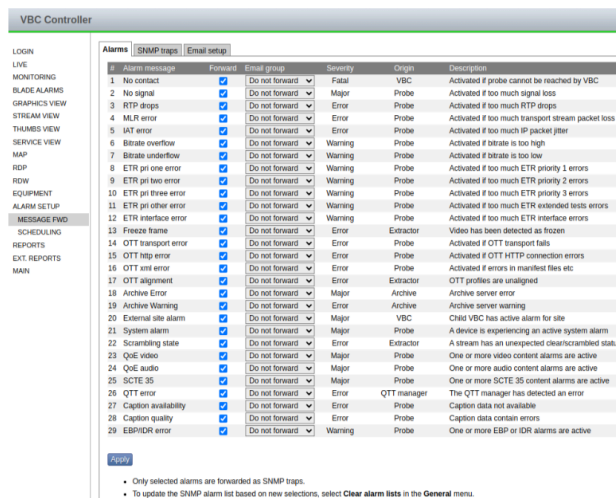 VBC Controller
LOGIN
LIVE
MONITORING
BLADE ALARMS
GRAPHICS VIEW
STREAM VIEW
THUMBS VIEW
SERVICE VIEW
MAP
RDP
RDW
EQUIPMENT
ALARM SETUP
MESSAGE FWD
SCHEDULING
REPORTS
EXT. REPORTS
MAIN
Alarms SNMP traps Email setup
# Alarm message Forward Email group Severity Origin Description
1 No contact Do not forward Fatal VBC Activated if probe cannot be reached by VBC
2 No signal Do not forward Major Probe Activated if too much signal loss
3 RTP drops Do not forward Error Probe Activated if too much RTP drops
4 MLR error Do not forward Error Probe Activated if too much transport stream packet loss
5 IAT error Do not forward Error Probe Activated if too much IP packet jitter
6 Bitrate overflow Do not forward Warning Probe Activated if bitrate is too high
7 Bitrate underflow Do not forward Warning Probe Activated if bitrate is too low
8 ETR pri one error Do not forward Warning Probe Activated if too much ETR priority 1 errors
9 ETR pri two error Do not forward Warning Probe Activated if too much ETR priority 2 errors
10 ETR pri three error Do not forward Warning Probe Activated if too much ETR priority 3 errors
11 ETR pri other error Do not forward Warning Probe Activated if too much ETR extended tests errors
12 ETR interface error Do not forward Warning Probe Activated if too much ETR interface errors
13 Freeze frame Do not forward Error Extractor Video has been detected as frozen
14 OTT transport error Do not forward Error Probe Activated if OTT transport fails
15 OTT http error Do not forward Error Probe Activated if OTT HTTP connection errors
16 OTT xml error Do not forward Error Probe Activated if errors in manifest files etc
17 OTT alignment Do not forward Error Extractor OTT profiles are unaligned
18 Archive Error Do not forward Major Archive Archive server error
19 Archive Warning Do not forward Error Archive Archive server warning
20 External site alarm Do not forward Major VBC Child VBC has active alarm for site
21 System alarm Do not forward Major Probe A device is experiencing an active system alarm
22 Scrambling state Do not forward Error Extractor A stream has an unexpected clear/scrambled statu
23 QoE video Do not forward Major Probe One or more video content alarms are active
24 QoE audio Do not forward Major Probe One or more audio content alarms are active
25 SCTE 35 Do not forward Major Probe One or more SCTE 35 content alarms are active
26 QTT error Do not forward Error QTT manager The QTT manager has detected an error
27 Caption availability Do not forward Error Probe Caption data not available
28 Caption quality Do not forward Error Probe Caption data contain errors
29 EBP/IDR error Do not forward Warning Probe One or more EBP or IDR alarms are active
Apply
• Only selected alarms are forwarded as SNMP traps.
• To update the SNMP alarm list based on new selections, select Clear alarm lists in the General menu.